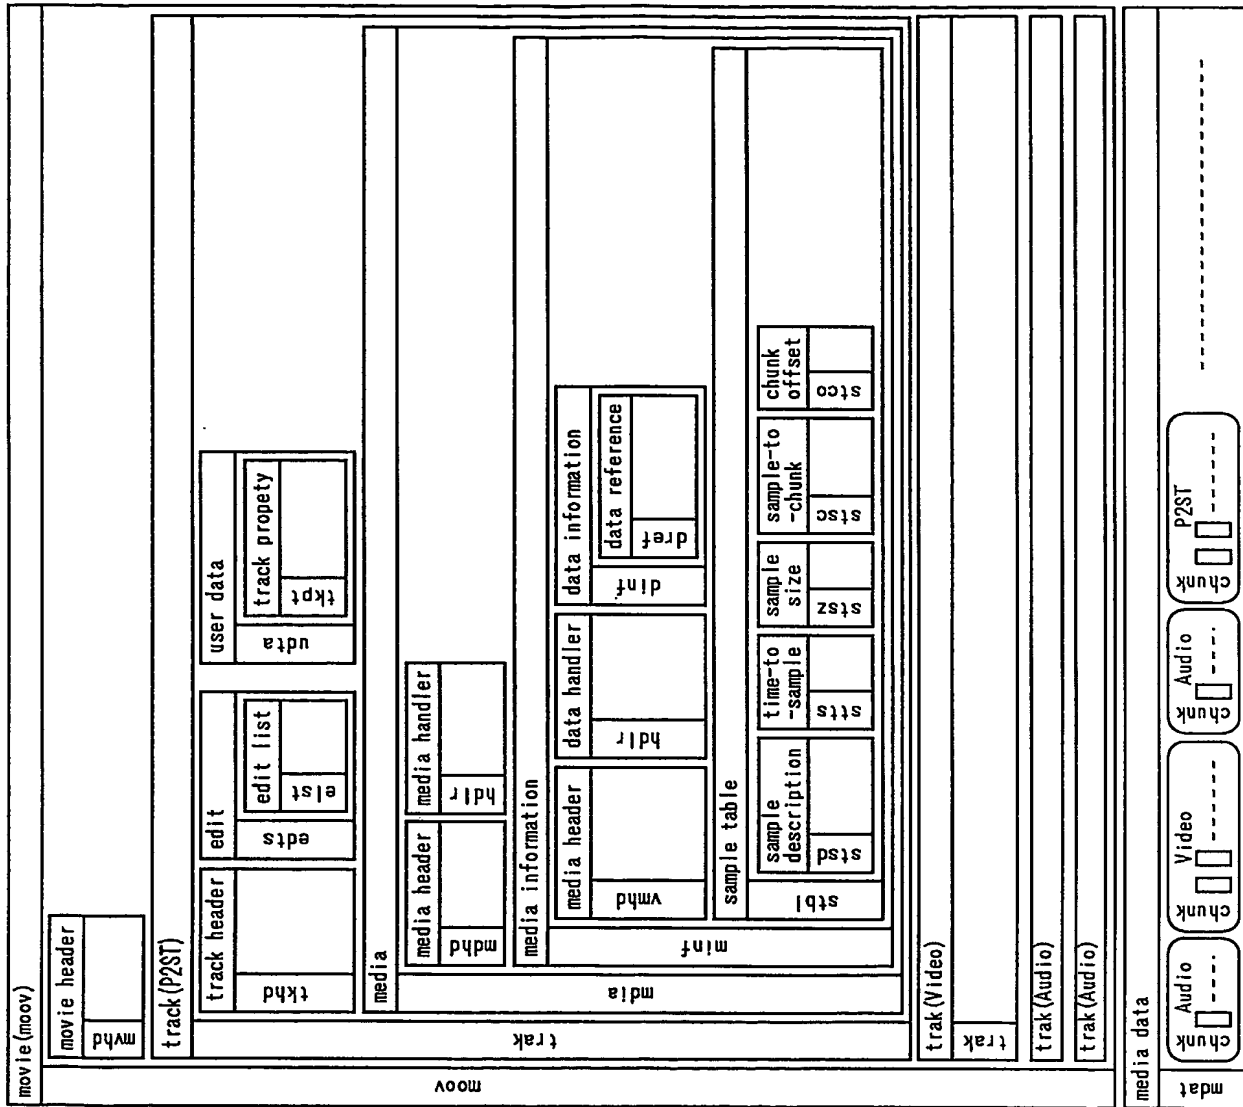 movie(moov)
moov
movie header
mvhd
track(P2ST)
trak
track header
tkhd
edit
edts
edit list
elst
user data
udta
track propety
tkpt
media
mdia
media header
mdhd
media handler
hdlr
media information
minf
media header
vmhd
data handler
hdlr
data information
dinf
data reference
dref
sample table
stbl
sample
description
stsd
time-to
-sample
stts
sample
size
stsz
sample-to
-chunk
stsc
chunk
offset
stco
trak(Video)
trak
trak(Audio)
trak(Audio)
media data
mdat
Audio
chunk
Video
chunk
Audio
chunk
P2ST
chunk